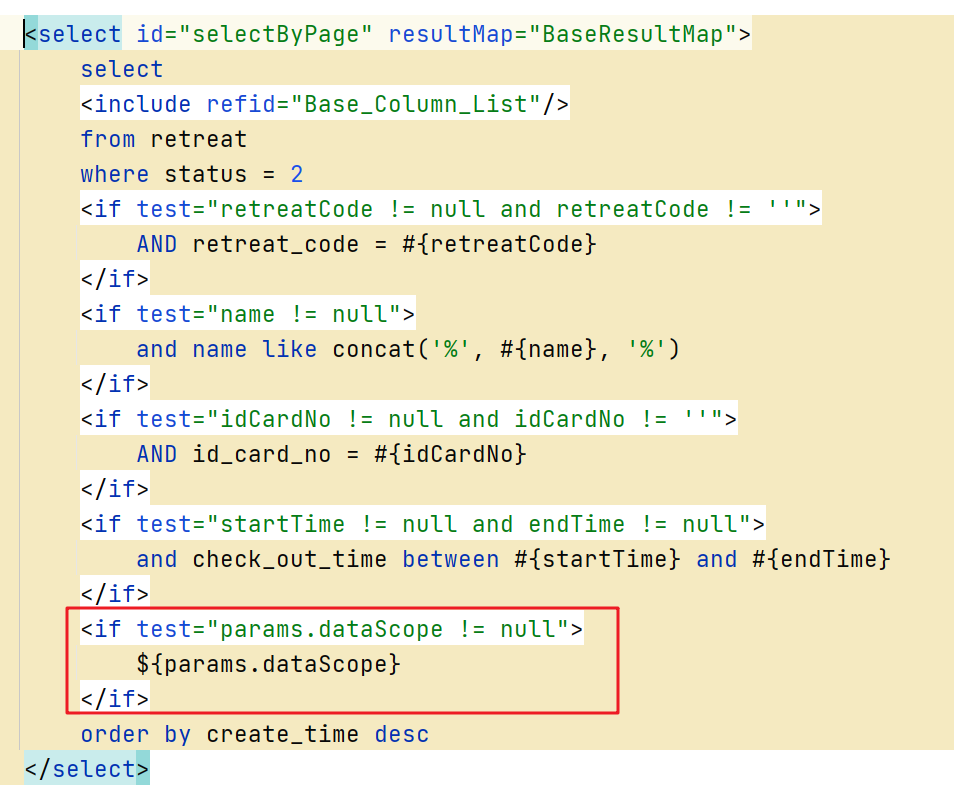 <select id="selectByPage" resultMap="BaseResultMap">
select
<include refid="Base_Column_List"/>
from retreat
where status = 2
<if test="retreatCode != null and retreatCode != ''">
AND retreat_code = #{retreatCode}
</if>
<if test="name != null">
and name like concat('%', #{name}, '%')
</if>
<if test="idCardNo != null and idCardNo != ''">
AND id_card_no = #{idCardNo}
</if>
<if test="startTime != null and endTime != null">
and check_out_time between #{startTime} and #{endTime}
</if>
<if test="params.dataScope != null">
${params.dataScope}
</if>
order by create_time desc
</select>